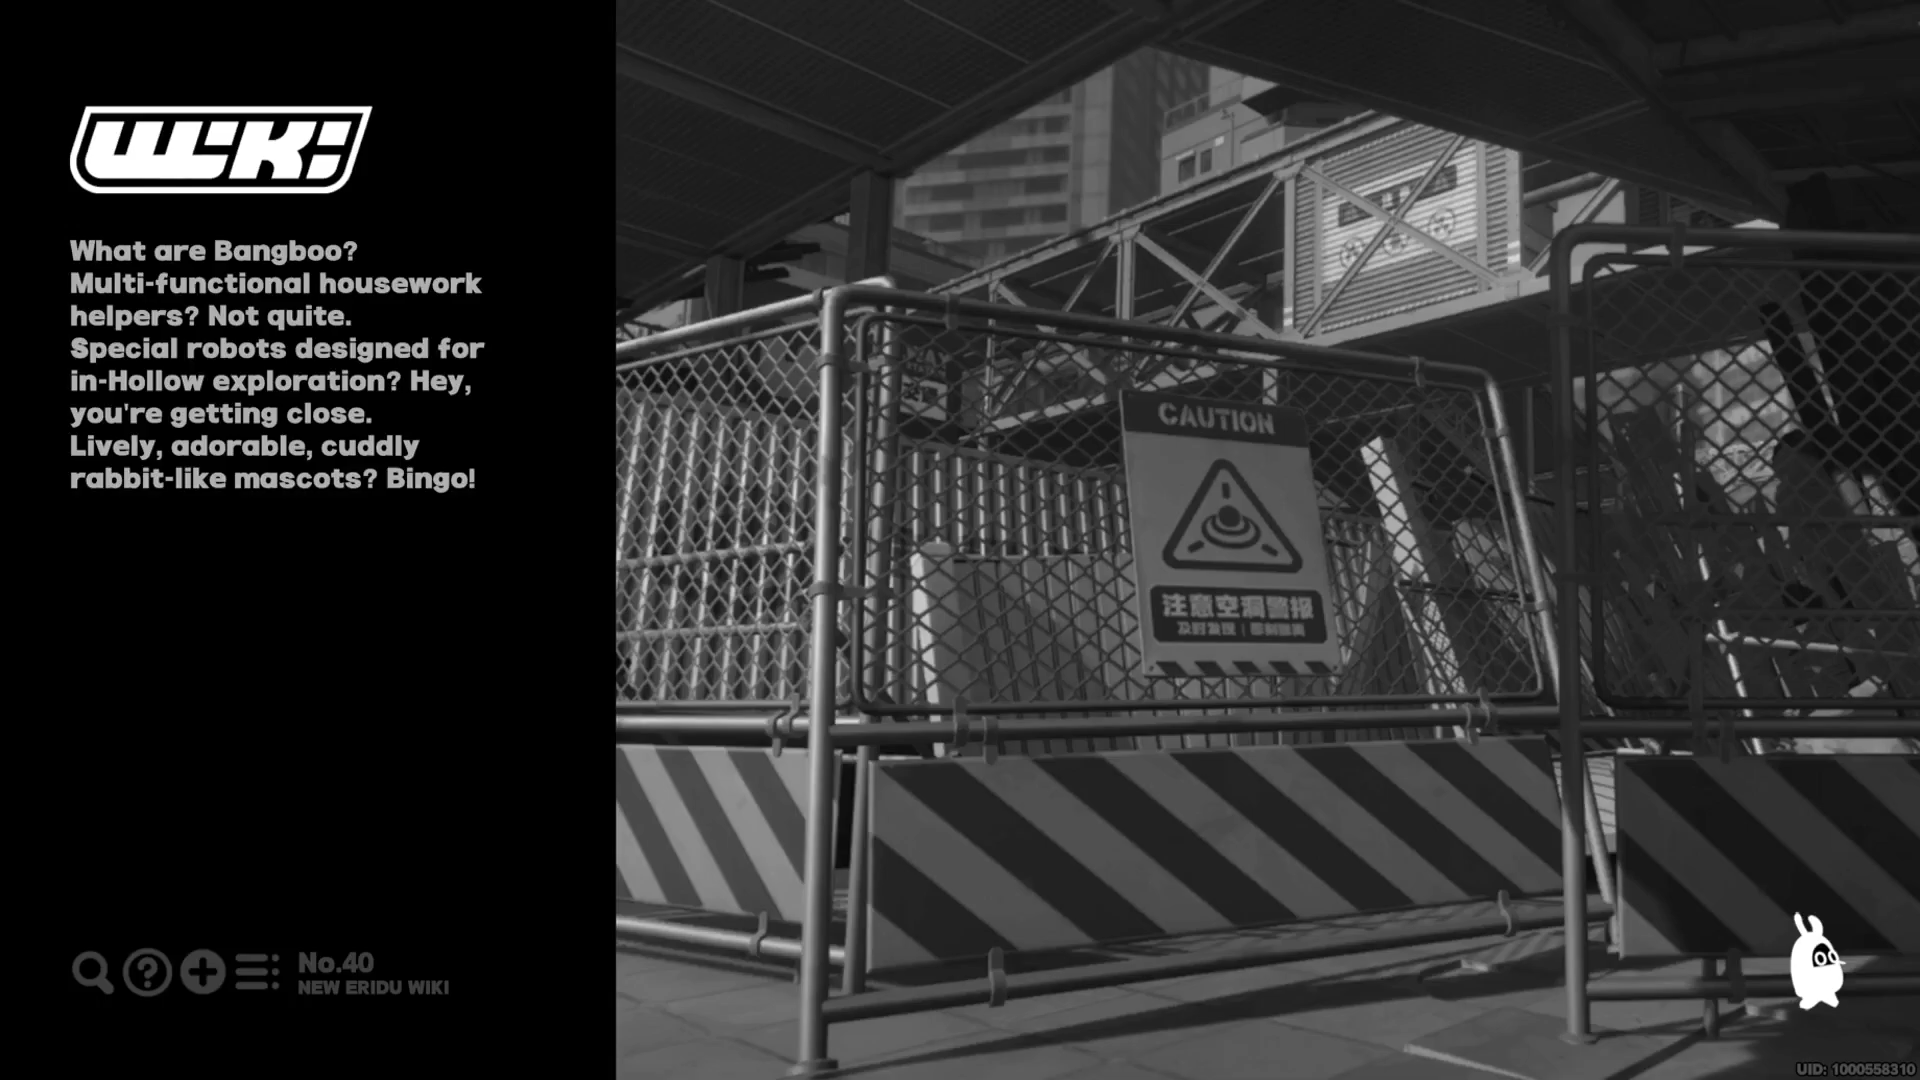 WiKi
What are Bangboo?
Multi-functional housework
helpers? Not quite.
Special robots designed for
in-Hollow exploration? Hey,
you're getting close.
Lively, adorable, cuddly
rabbit-like mascots? Bingo!
CAUTION
注意空洞警报
No.40
NEW ERIDU WIKI
UID: 1000558310